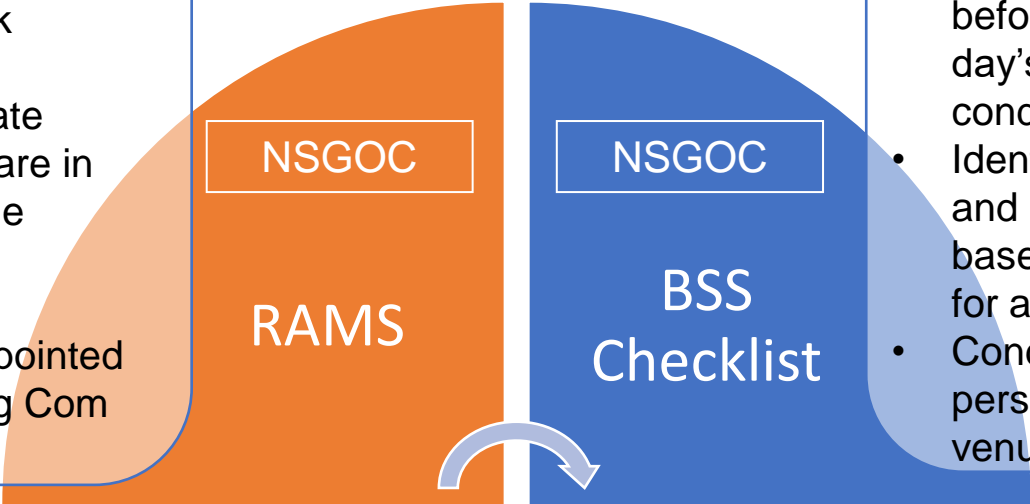 k
ate
are in
e
pointed
g Com
NSGOC
RAMS
NSGOC
BSS
Checklist
befo
day's
cond
• Iden
and
base
for a
• Cond
pers
venu